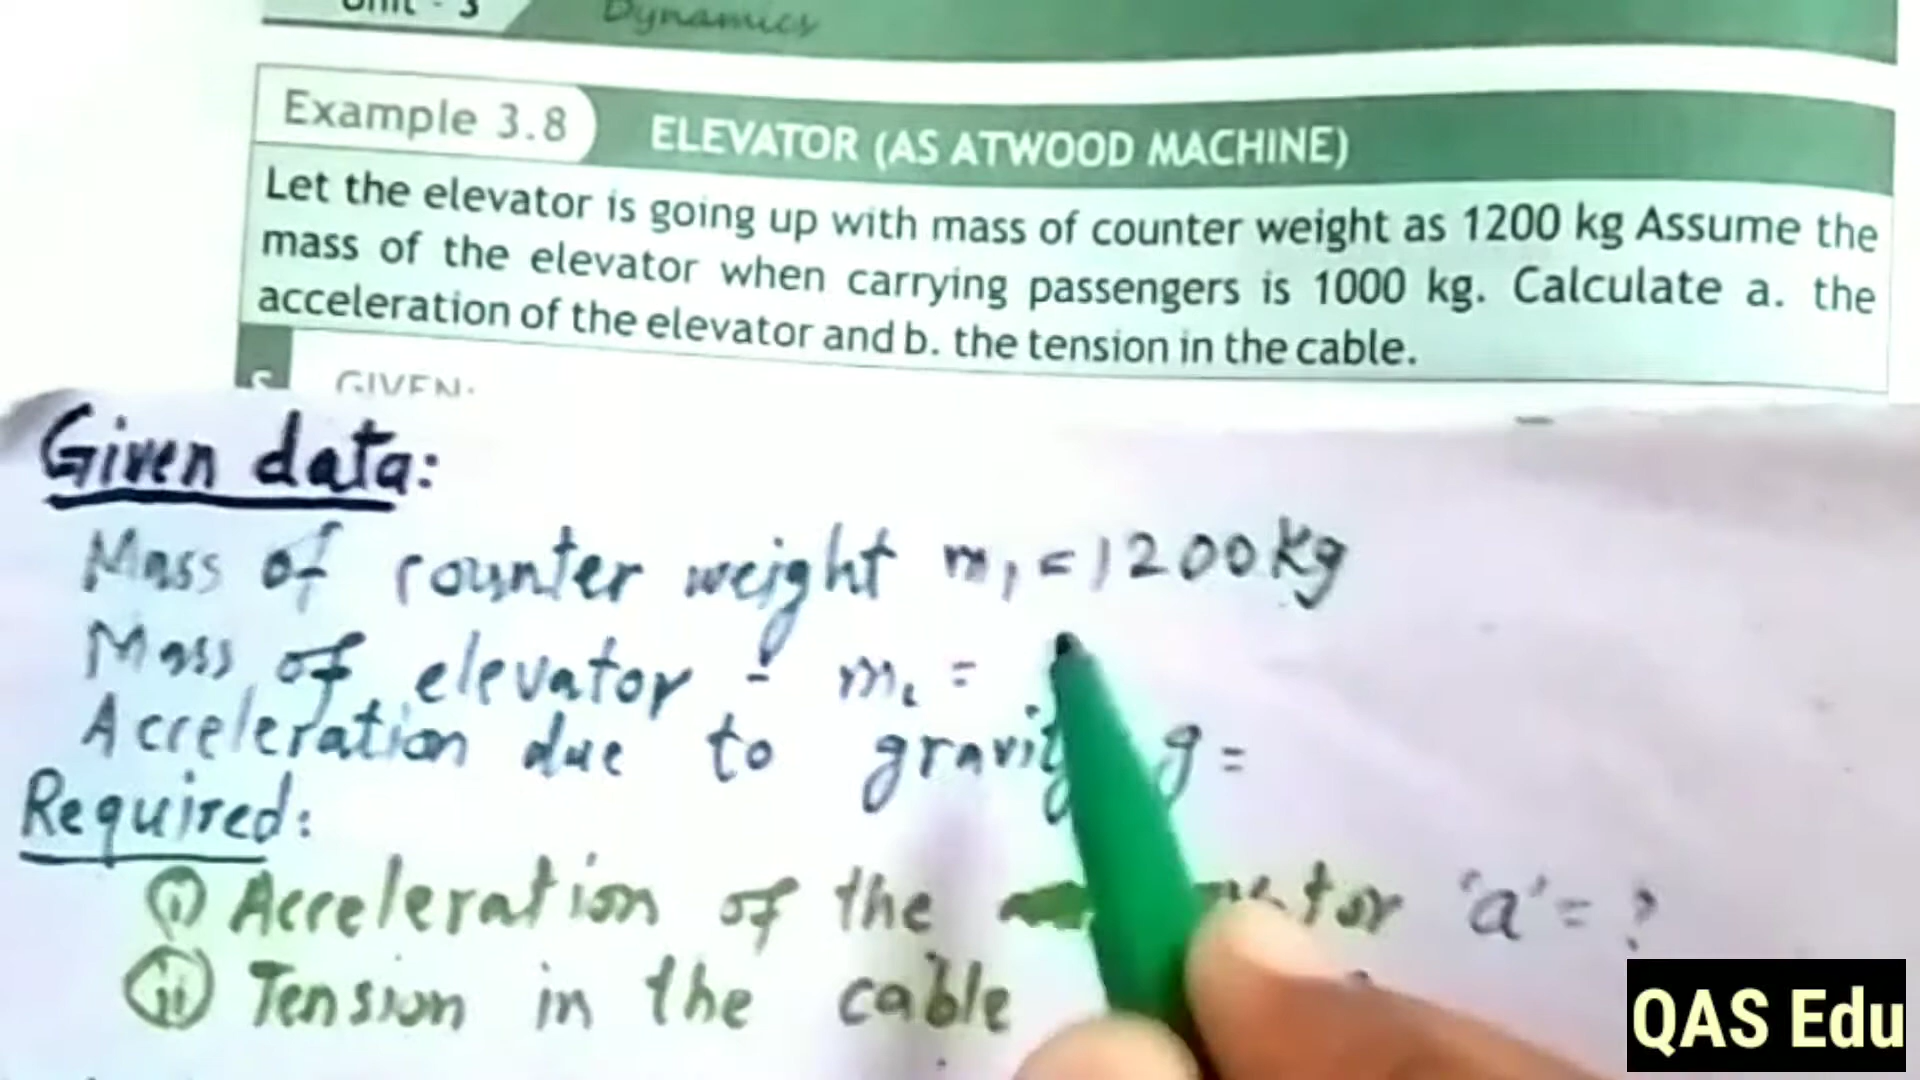 Unit - 3 Dynamics
Example 3.8 ELEVATOR (AS ATWOOD MACHINE)
Let the elevator is going up with mass of counter weight as 1200 kg Assume the
mass of the elevator when carrying passengers is 1000 kg. Calculate a. the
acceleration of the elevator and b. the tension in the cable.
S GIVEN:
Given data:
Mass of counter weight m₁ = 1200 kg
Mass of elevator - m₂ =
Acceleration due to g =
Required:
(i) Acceleration of the 'a' = ?
(ii) Tension in the cable
QAS Edu